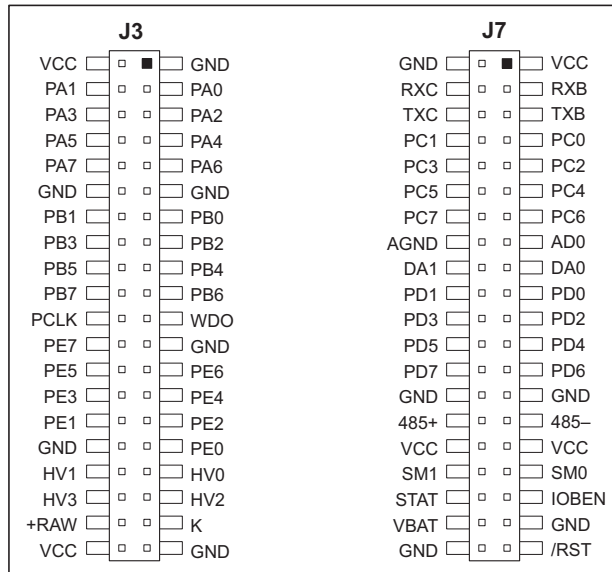 J3 J7
VCC GND GND VCC
PA1 PA0 RXC RXB
PA3 PA2 TXC TXB
PA5 PA4 PC1 PC0
PA7 PA6 PC3 PC2
GND GND PC5 PC4
PB1 PB0 PC7 PC6
PB3 PB2 AGND AD0
PB5 PB4 DA1 DA0
PB7 PB6 PD1 PD0
PCLK WDO PD3 PD2
PE7 GND PD5 PD4
PE5 PE6 PD7 PD6
PE3 PE4 GND GND
PE1 PE2 485+ 485–
GND PE0 VCC VCC
HV1 HV0 SM1 SM0
HV3 HV2 STAT IOBEN
+RAW K VBAT GND
VCC GND GND /RST